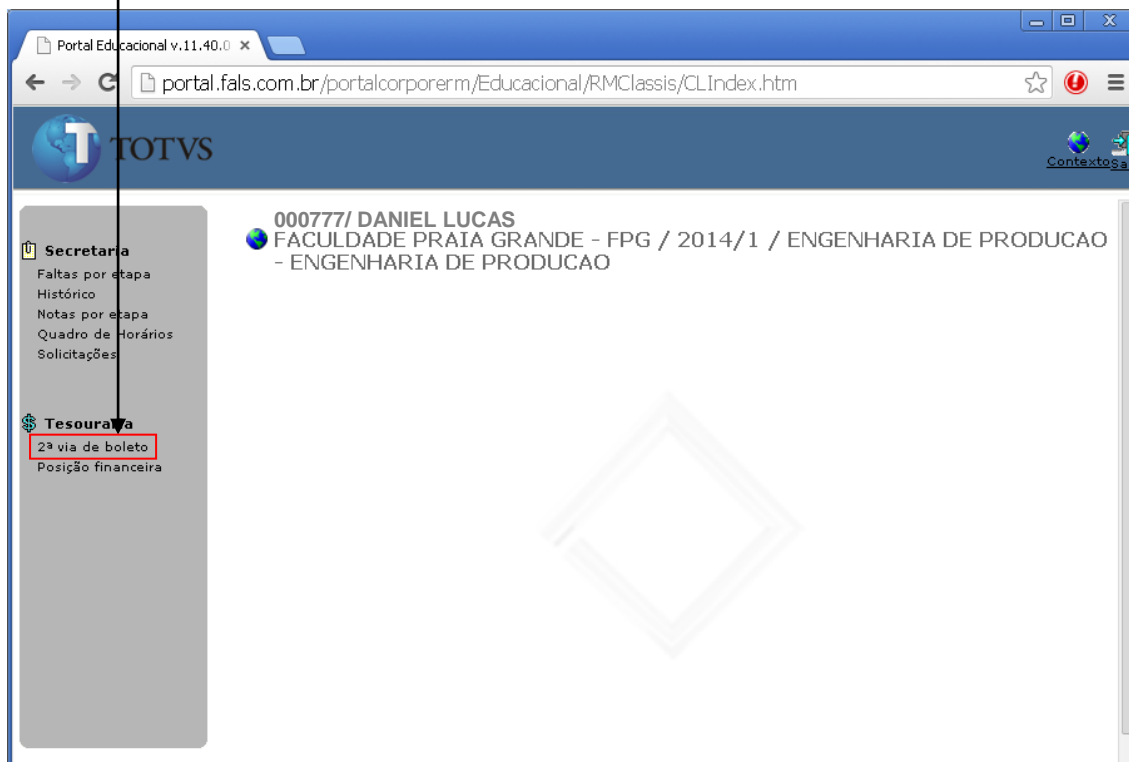 Portal Educacional v.11.40.0
portal.fals.com.br/portalcorporerm/Educacional/RMClassis/CLIndex.htm
TOTVS
Contexto
Sa
000777/ DANIEL LUCAS
FACULDADE PRAIA GRANDE - FPG / 2014/1 / ENGENHARIA DE PRODUCAO
- ENGENHARIA DE PRODUCAO
Secretaria
Faltas por etapa
Histórico
Notas por etapa
Quadro de Horários
Solicitações
Tesouraria
2ª via de boleto
Posição financeira